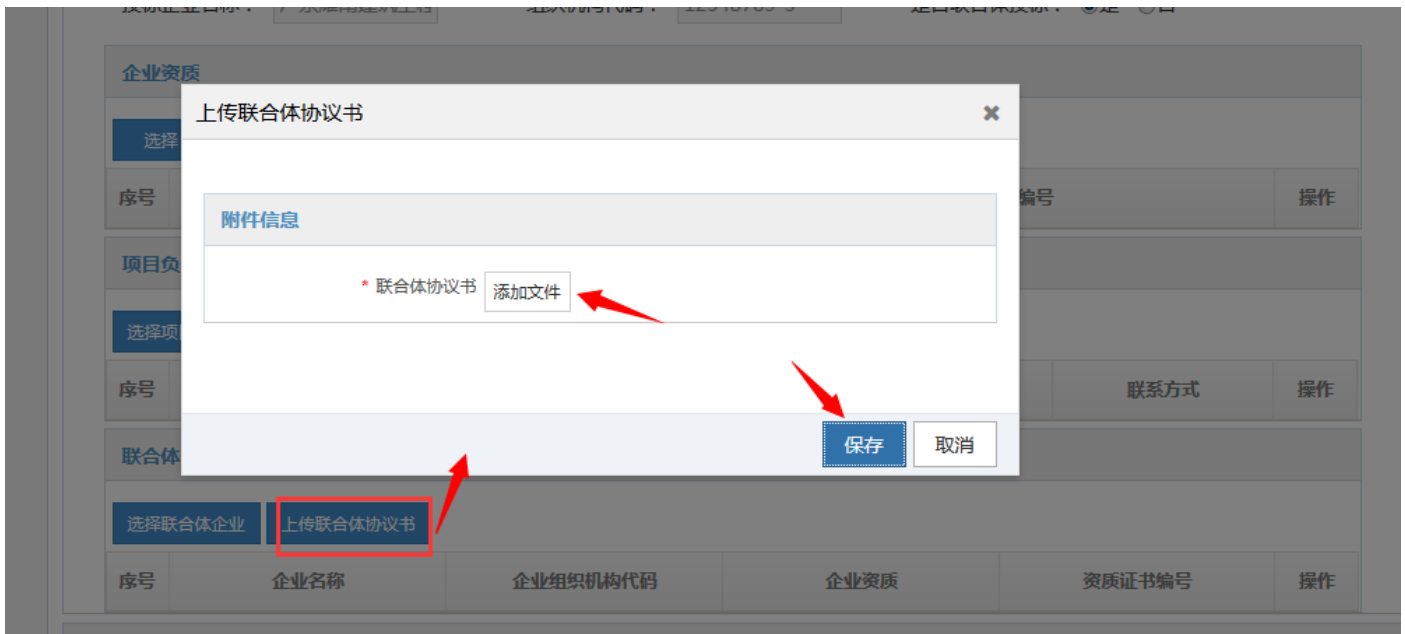 企业资质
上传联合体协议书
选择
序号
编号
操作
附件信息
项目负
* 联合体协议书
添加文件
选择项
序号
联系方式
操作
保存
取消
联合体
选择联合体企业
上传联合体协议书
序号
企业名称
企业组织机构代码
企业资质
资质证书编号
操作